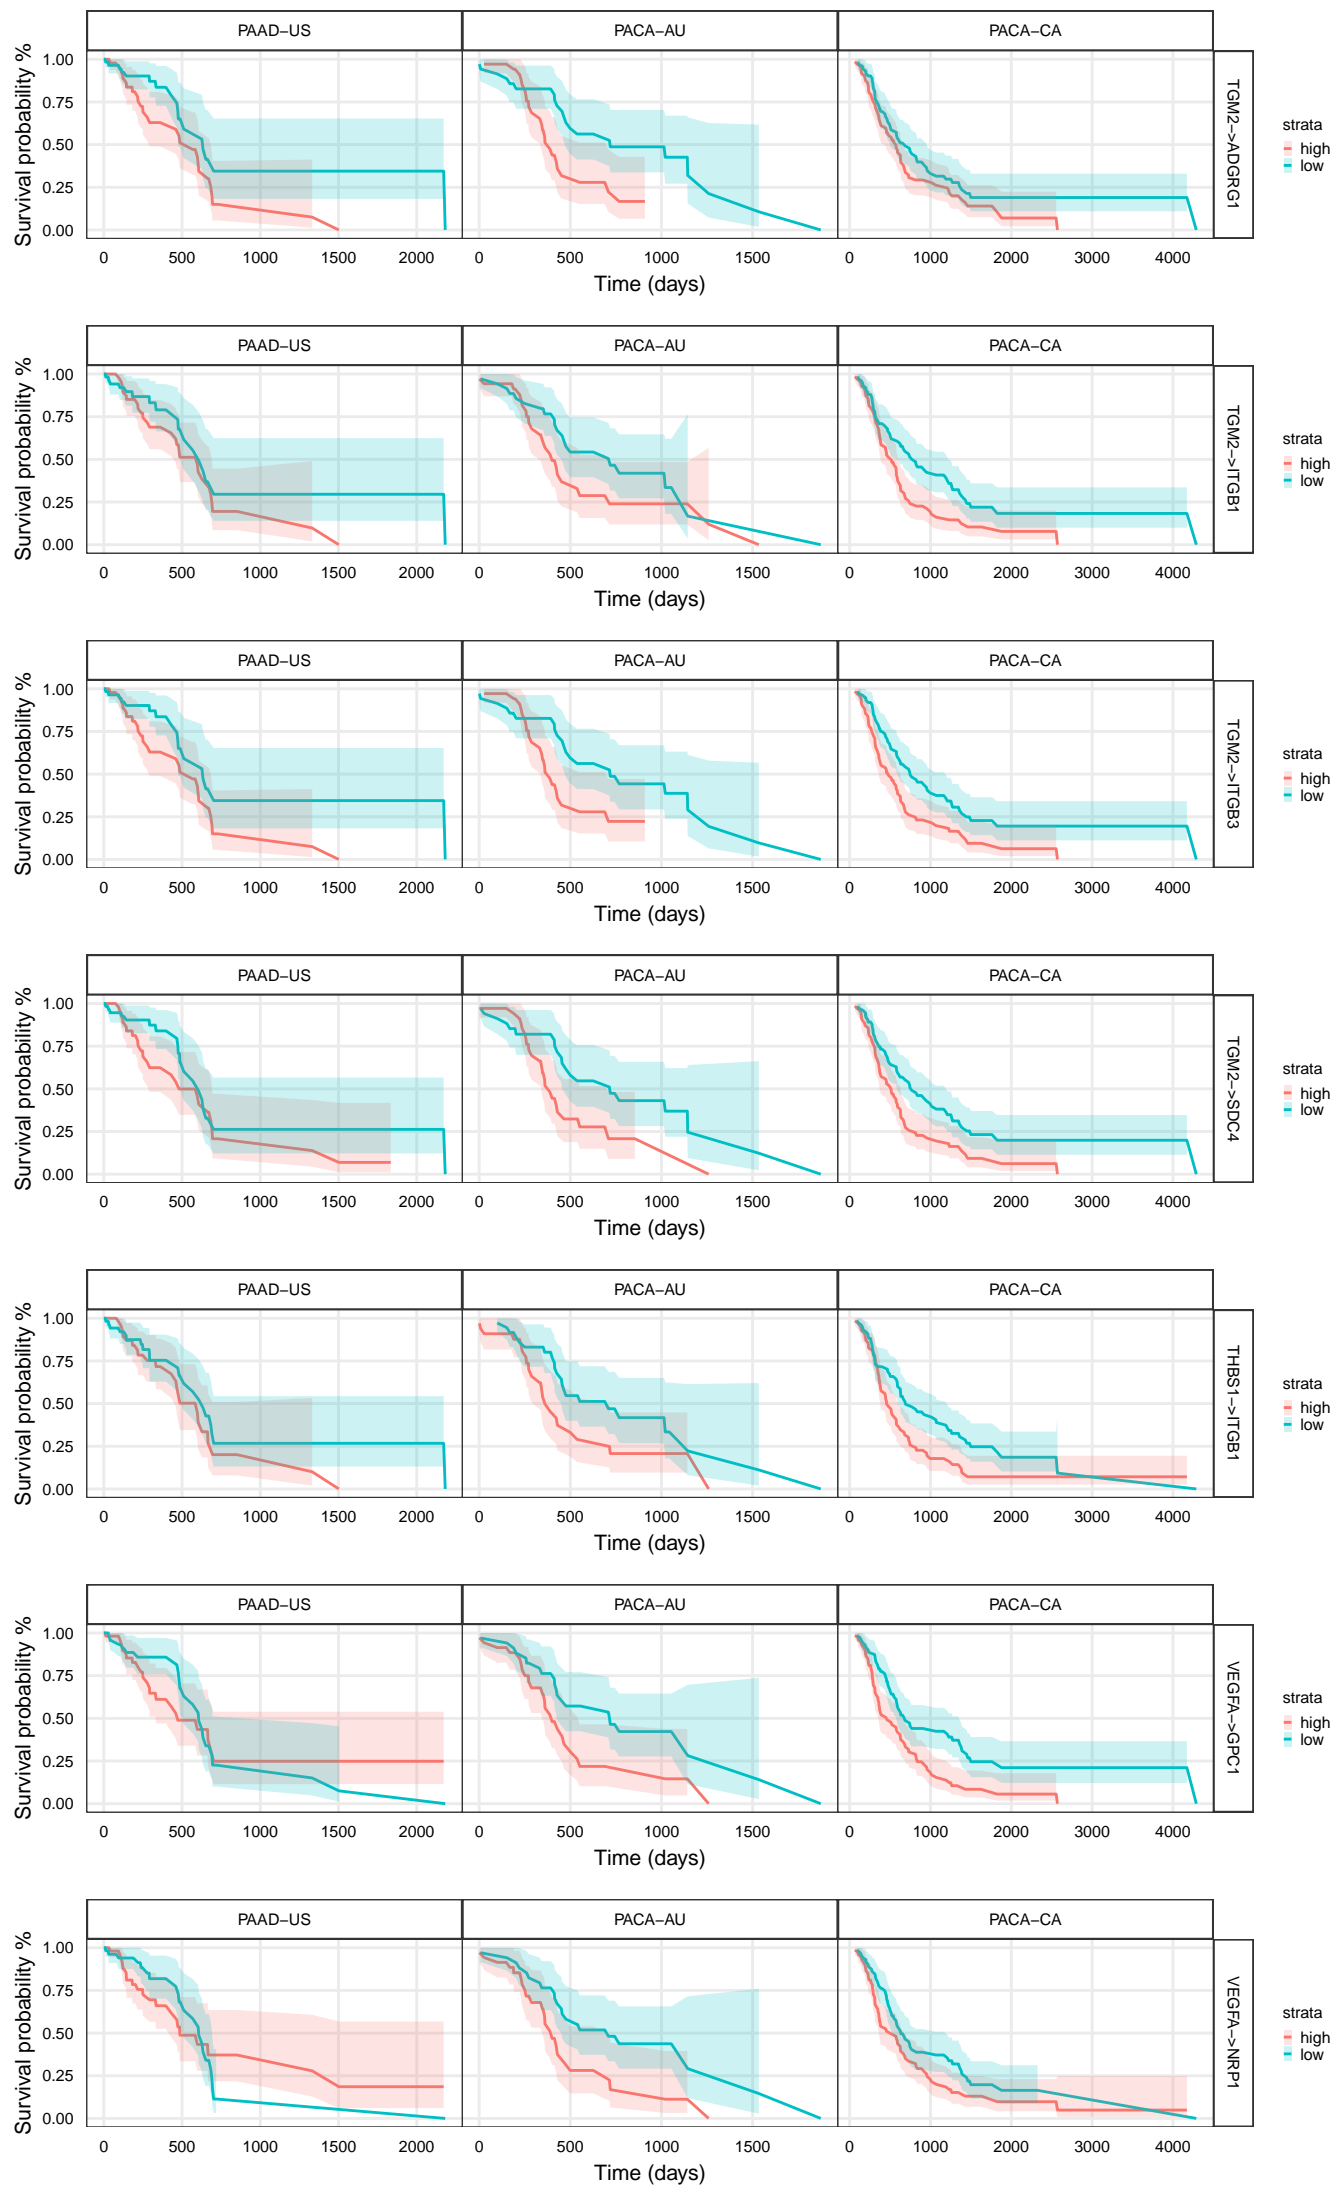 PAAD−US PACA−AU PACA−CA
Survival probability %
1.00
0.75
0.50
0.25
0.00
TGM2−>ADGRG1
strata
high
low
0 500 1000 1500 2000 0 500 1000 1500 0 1000 2000 3000 4000
Time (days)
PAAD−US PACA−AU PACA−CA
Survival probability %
1.00
0.75
0.50
0.25
0.00
TGM2−>ITGB1
strata
high
low
0 500 1000 1500 2000 0 500 1000 1500 0 1000 2000 3000 4000
Time (days)
PAAD−US PACA−AU PACA−CA
Survival probability %
1.00
0.75
0.50
0.25
0.00
TGM2−>ITGB3
strata
high
low
0 500 1000 1500 2000 0 500 1000 1500 0 1000 2000 3000 4000
Time (days)
PAAD−US PACA−AU PACA−CA
Survival probability %
1.00
0.75
0.50
0.25
0.00
TGM2−>SDC4
strata
high
low
0 500 1000 1500 2000 0 500 1000 1500 0 1000 2000 3000 4000
Time (days)
PAAD−US PACA−AU PACA−CA
Survival probability %
1.00
0.75
0.50
0.25
0.00
THBS1−>ITGB1
strata
high
low
0 500 1000 1500 2000 0 500 1000 1500 0 1000 2000 3000 4000
Time (days)
PAAD−US PACA−AU PACA−CA
Survival probability %
1.00
0.75
0.50
0.25
0.00
VEGFA−>GPC1
strata
high
low
0 500 1000 1500 2000 0 500 1000 1500 0 1000 2000 3000 4000
Time (days)
PAAD−US PACA−AU PACA−CA
Survival probability %
1.00
0.75
0.50
0.25
0.00
VEGFA−>NRP1
strata
high
low
0 500 1000 1500 2000 0 500 1000 1500 0 1000 2000 3000 4000
Time (days)